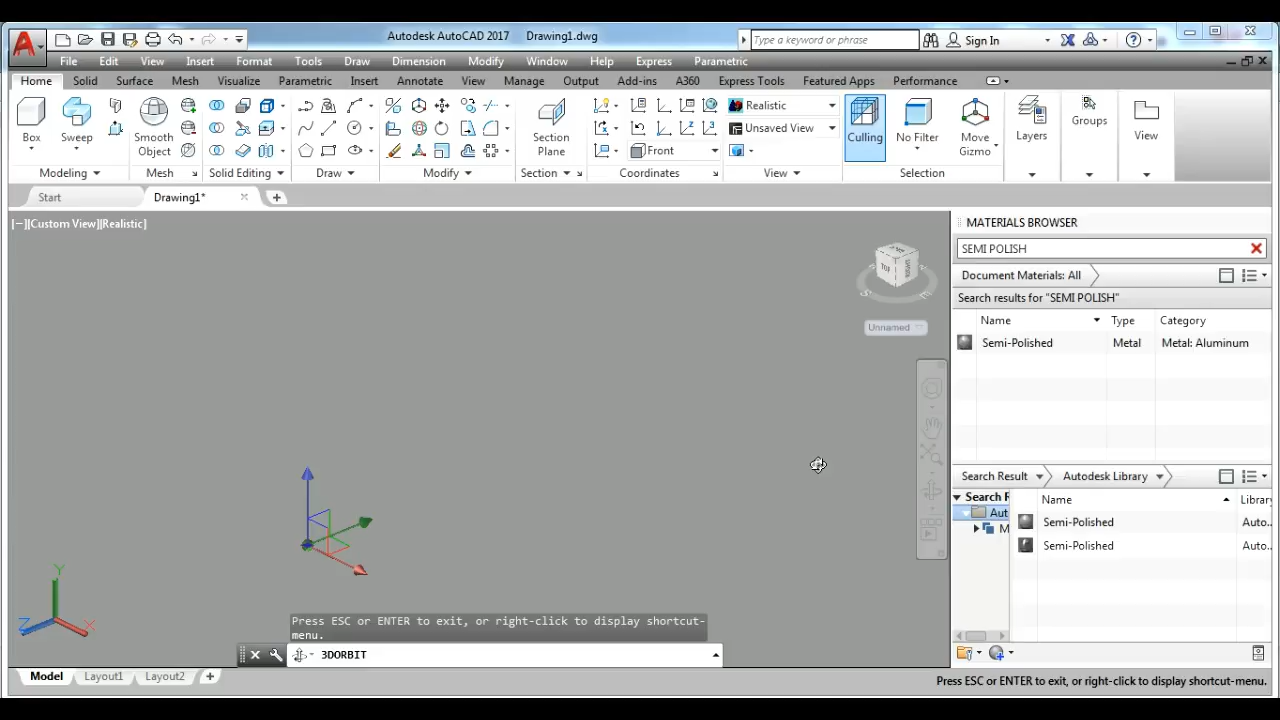 Autodesk AutoCAD 2017 Drawing1.dwg
Type a keyword or phrase
Sign In
File Edit View Insert Format Tools Draw Dimension Modify Window Help Express Parametric
Home Solid Surface Mesh Visualize Parametric Insert Annotate View Manage Output Add-ins A360 Express Tools Featured Apps Performance
Realistic
Unsaved View
Front
Box
Sweep
Smooth
Object
Section
Plane
Culling
No Filter
Move
Gizmo
Layers
Groups
View
Modeling Mesh Solid Editing Draw Modify Section Coordinates View Selection
Start Drawing1*
[−][Custom View][Realistic]
TOP
Unnamed
Y
Z
X
Press ESC or ENTER to exit, or right-click to display shortcut-
menu.
3DORBIT
Model Layout1 Layout2
MATERIALS BROWSER
SEMI POLISH
Document Materials: All
Search results for "SEMI POLISH"
Name Type Category
Semi-Polished Metal Metal: Aluminum
Search Result Autodesk Library
Search R
Aut
M
Name Library
Semi-Polished Auto...
Semi-Polished Auto...
Press ESC or ENTER to exit, or right-click to display shortcut-menu.